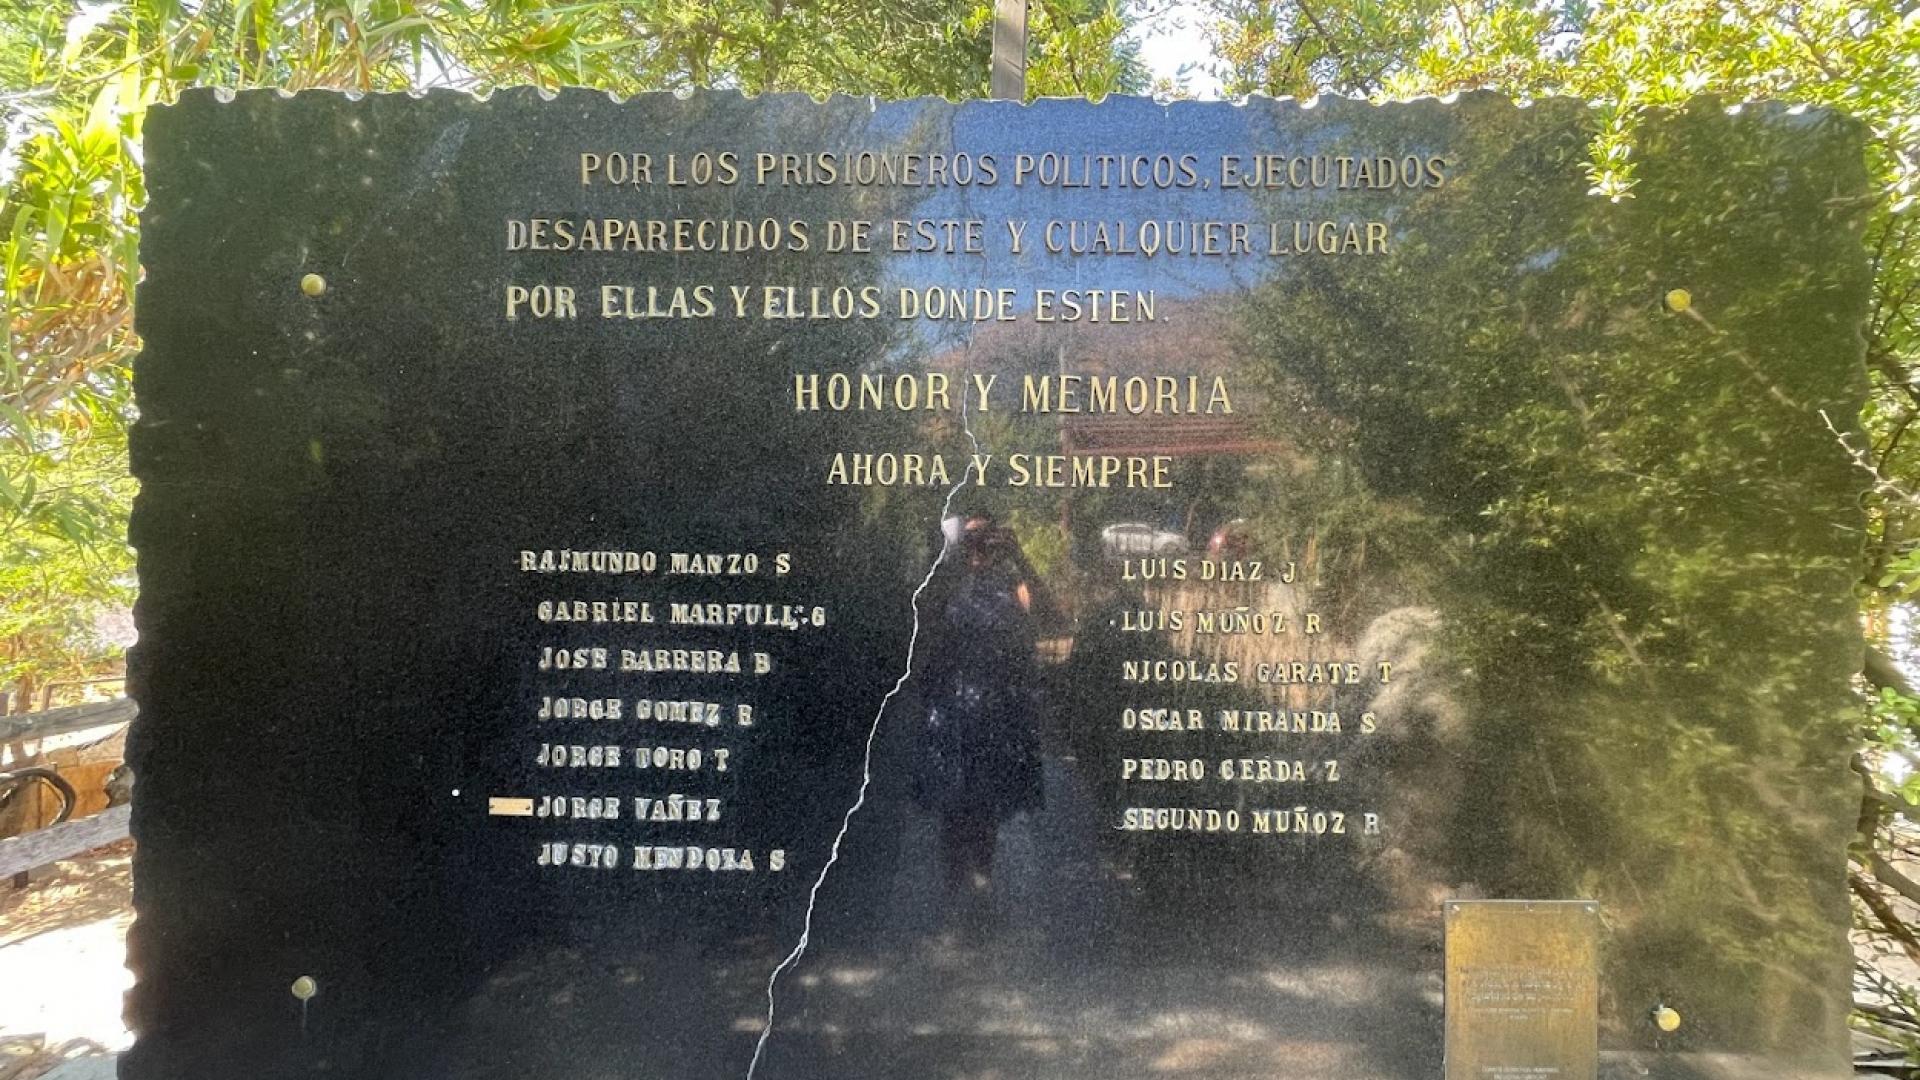 POR LOS PRISIONEROS POLITICOS, EJECUTADOS
DESAPARECIDOS DE ESTE Y CUALQUIER LUGAR
POR ELLAS Y ELLOS DONDE ESTEN.
HONOR Y MEMORIA
AHORA Y SIEMPRE
RAIMUNDO MANZO S
GABRIEL MARFULL G
JOSE BARRERA B
JORGE GOMEZ R
JORGE TORO T
JORGE YAÑEZ
JUSTO MENDOZA S
LUIS DIAZ J
LUIS MUÑOZ R
NICOLAS GARATE T
OSCAR MIRANDA S
PEDRO CERDA Z
SEGUNDO MUÑOZ R